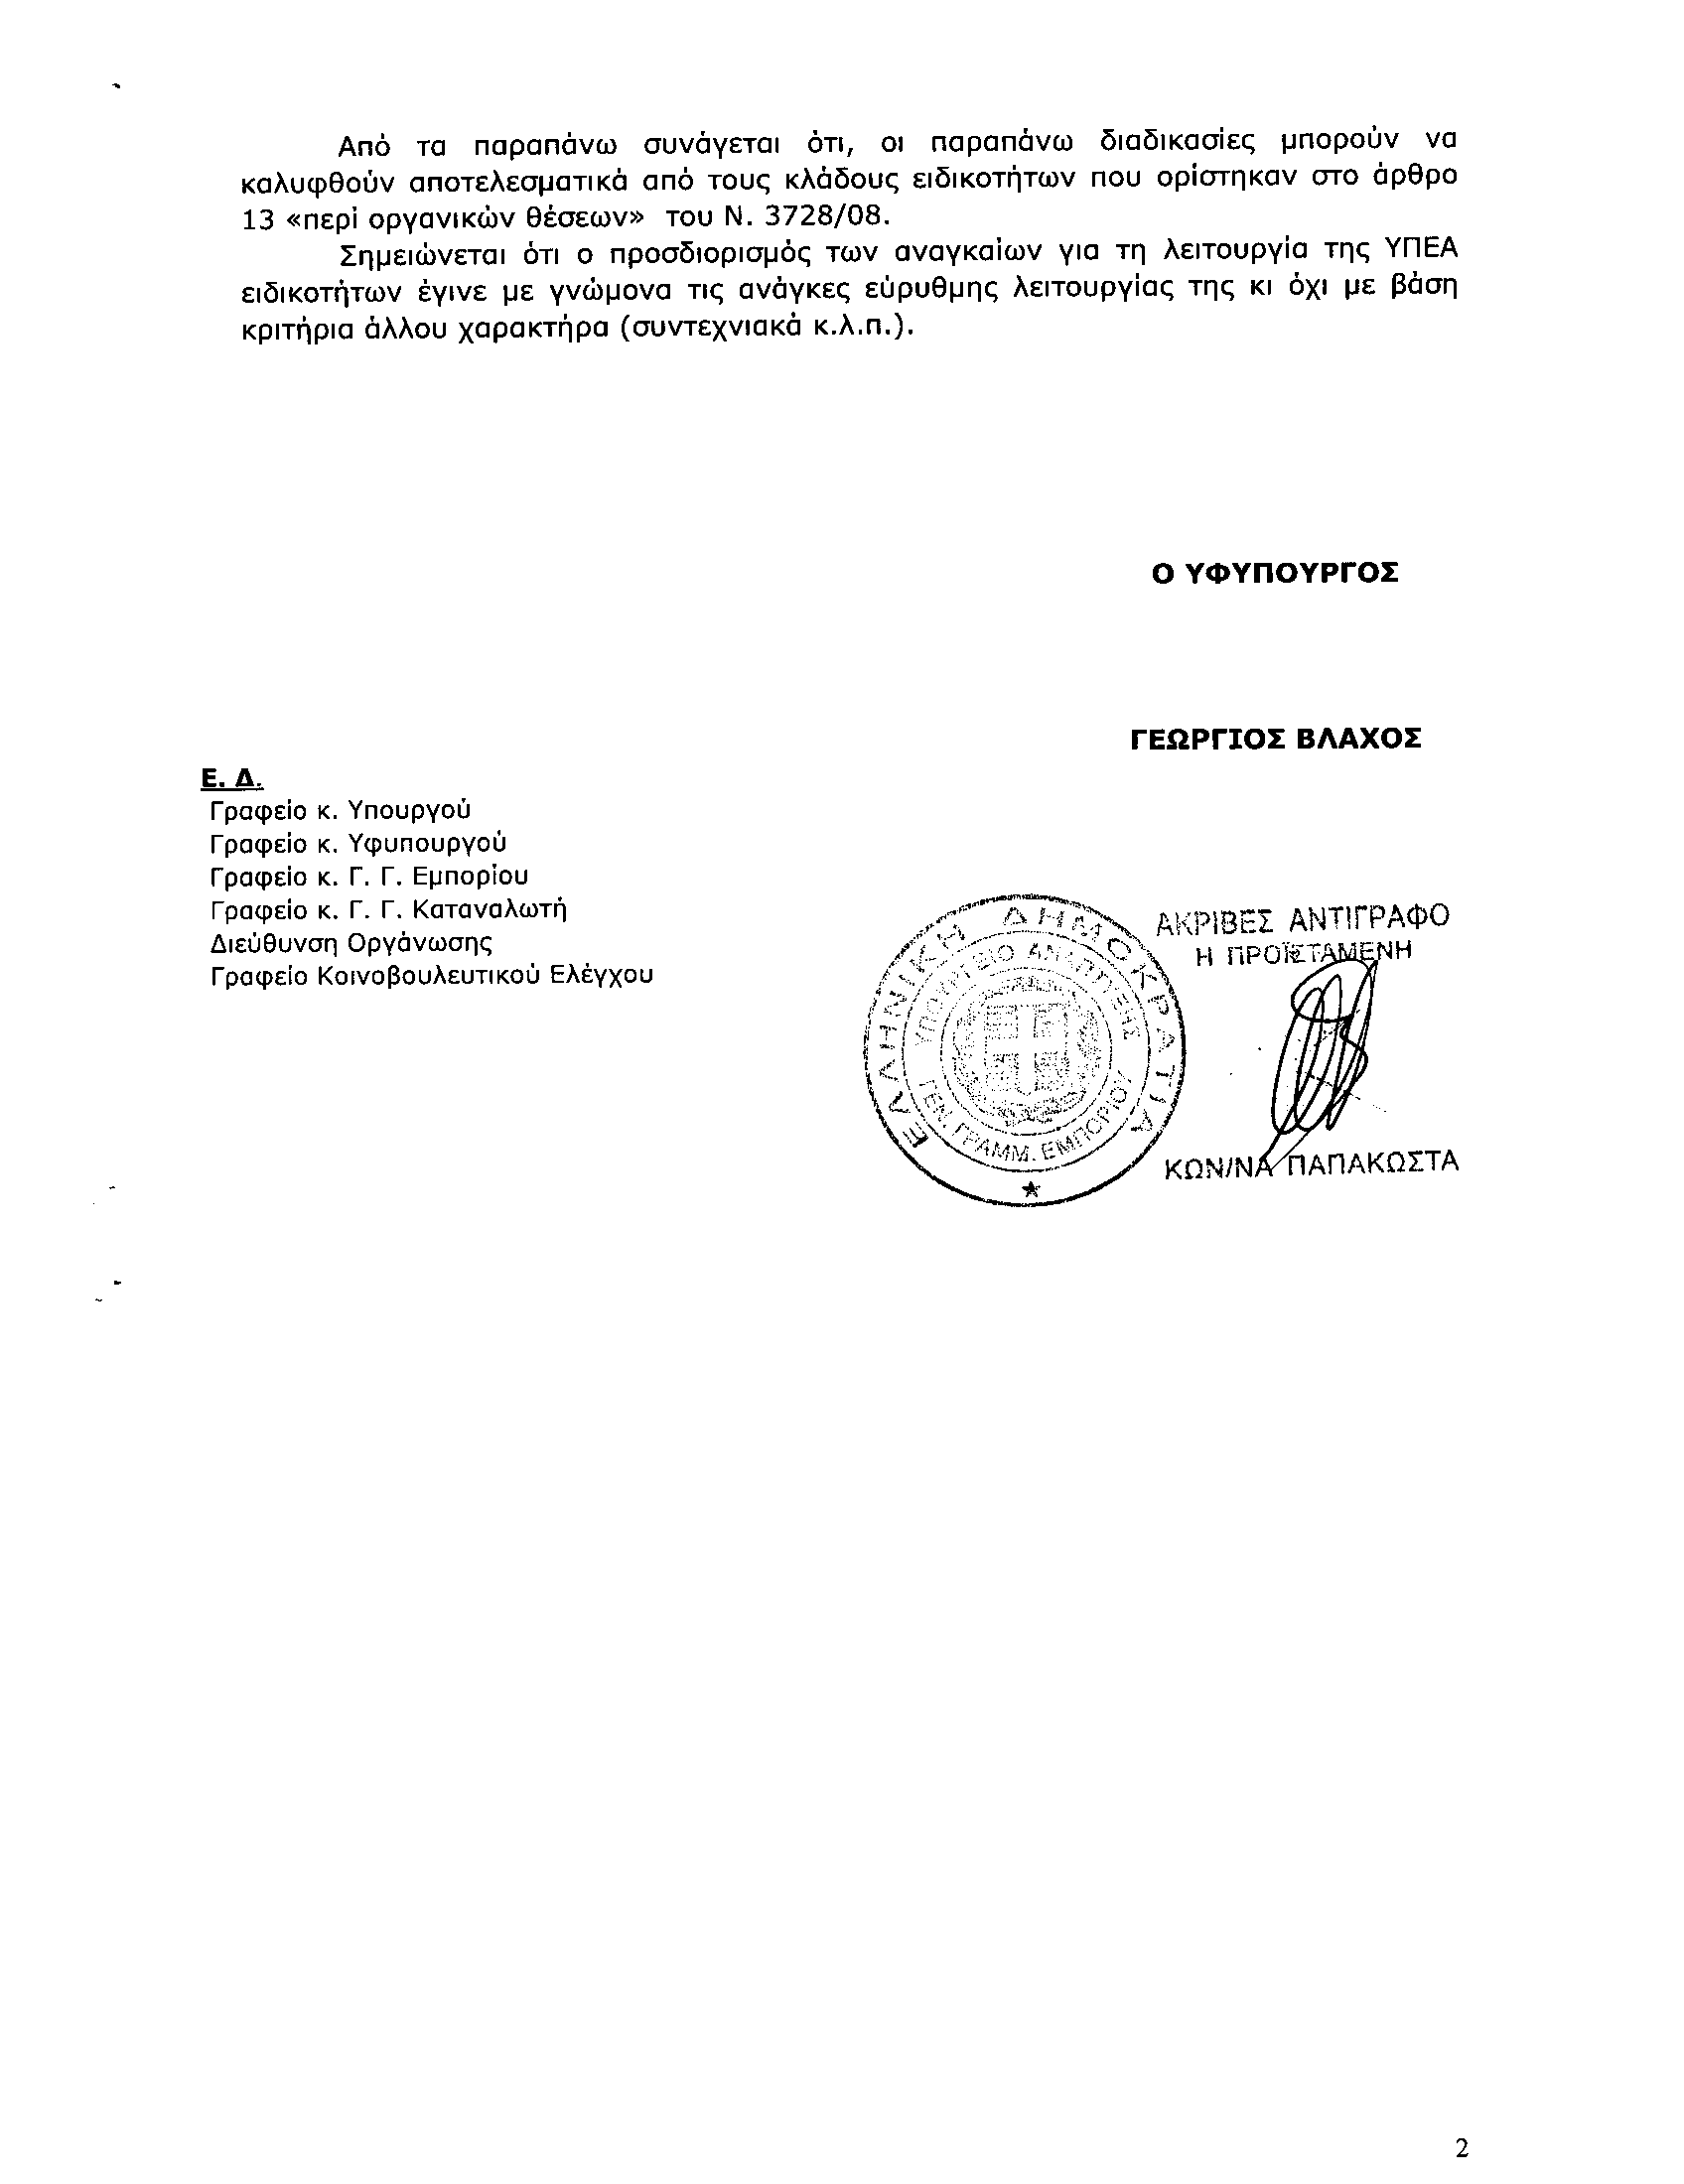 Από τα παραπάνω συνάγεται ότι, οι παραπάνω διαδικασίες μπορούν να
καλυφθούν αποτελεσματικά από τους κλάδους ειδικοτήτων που ορίστηκαν στο άρθρο
13 «περί οργανικών θέσεων» του Ν. 3728/08.
Σημειώνεται ότι ο προσδιορισμός των αναγκαίων για τη λειτουργία της ΥΠΕΑ
ειδικοτήτων έγινε με γνώμονα τις ανάγκες εύρυθμης λειτουργίας της κι όχι με βάση
κριτήρια άλλου χαρακτήρα (συντεχνιακά κ.λ.π.).
Ο ΥΦΥΠΟΥΡΓΟΣ
ΓΕΩΡΓΙΟΣ ΒΛΑΧΟΣ
Ε. Δ.
Γραφείο κ. Υπουργού
Γραφείο κ. Υφυπουργού
Γραφείο κ. Γ. Γ. Εμπορίου
Γραφείο κ. Γ. Γ. Καταναλωτή
Διεύθυνση Οργάνωσης
Γραφείο Κοινοβουλευτικού Ελέγχου
ΕΛΛΗΝΙΚΗ ΔΗΜΟΚΡΑΤΙΑ
ΥΠΟΥΡΓΕΙΟ ΑΝΑΠΤΥΞΗΣ
ΓΕΝ. ΓΡΑΜΜ. ΕΜΠΟΡΙΟΥ
ΑΚΡΙΒΕΣ ΑΝΤΙΓΡΑΦΟ
Η ΠΡΟΪΣΤΑΜΕΝΗ
ΚΩΝ/ΝΑ ΠΑΠΑΚΩΣΤΑ
2